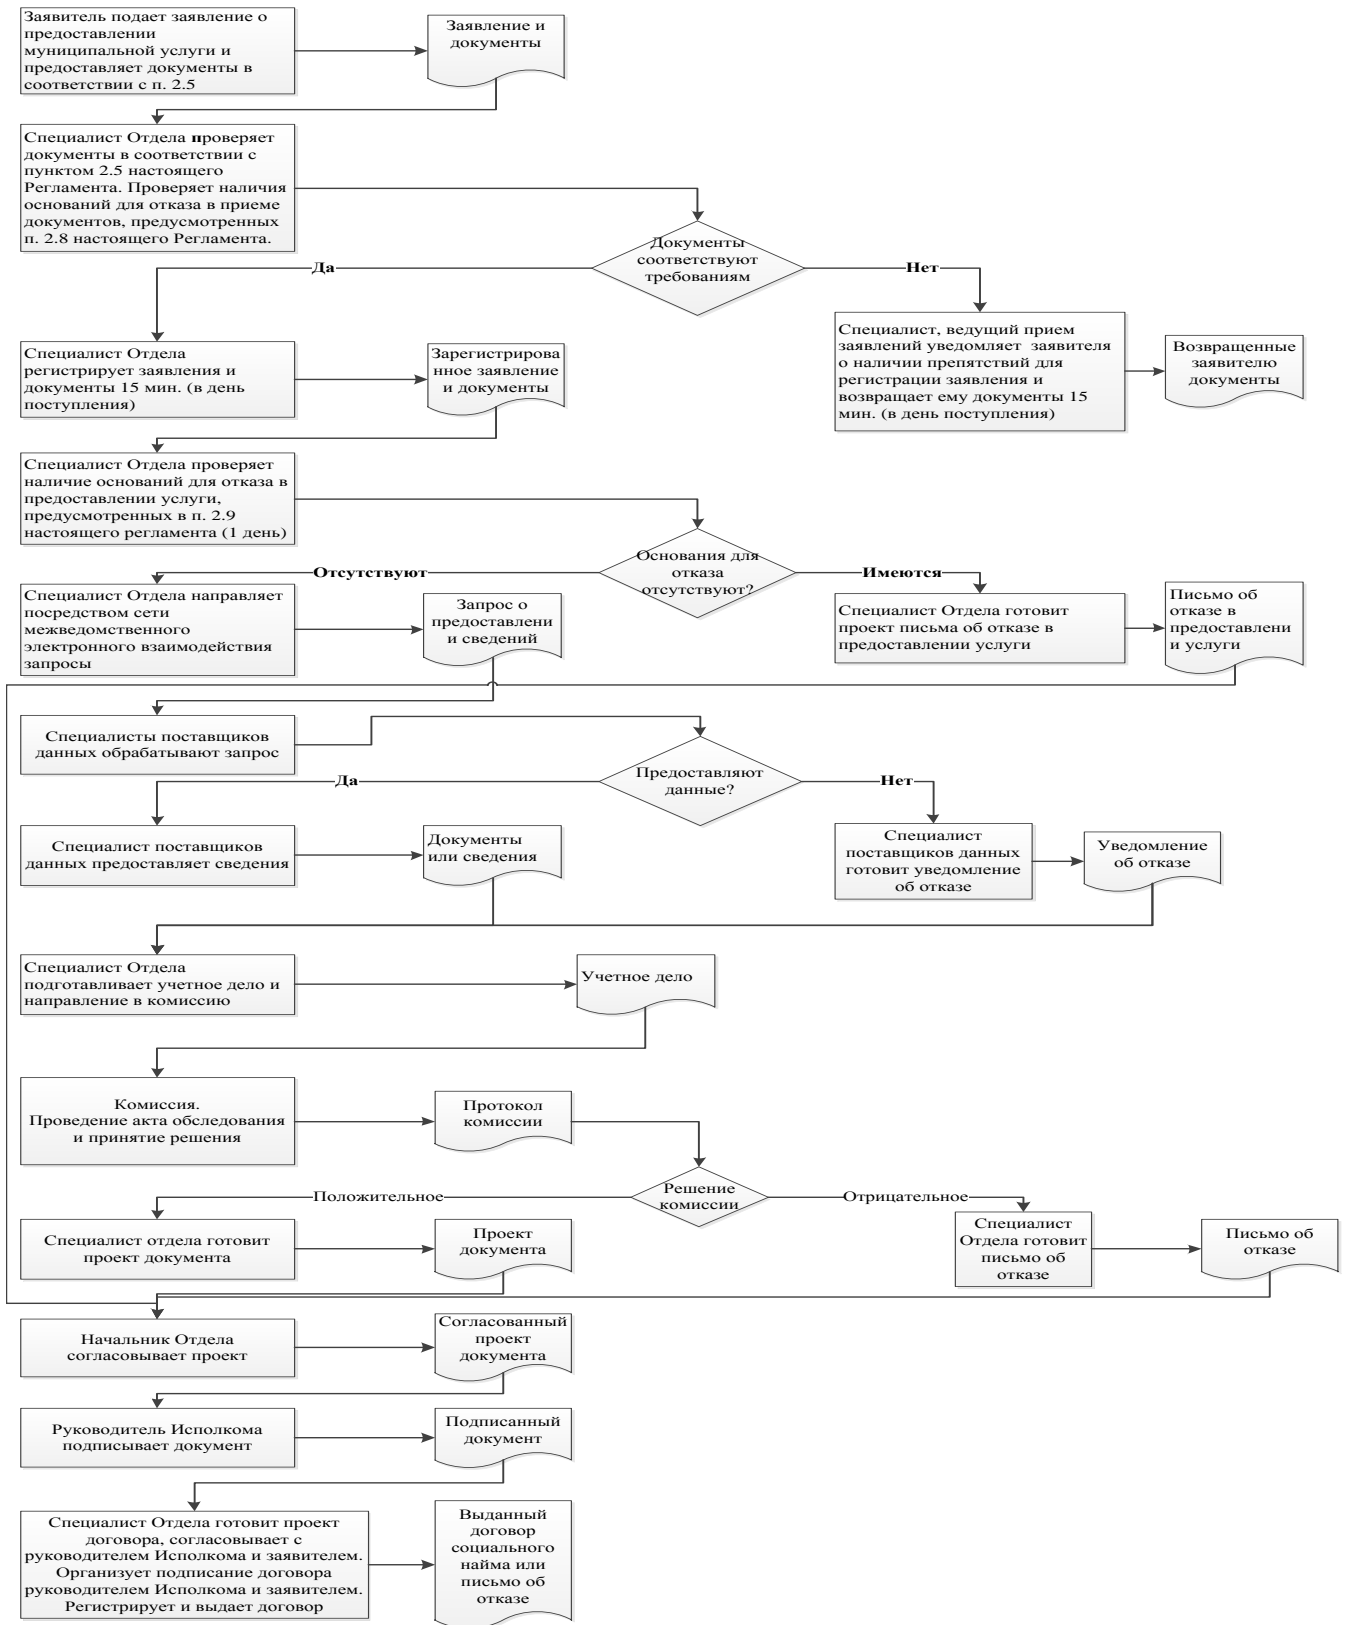 Заявитель подает заявление о
предоставлении
муниципальной услуги и
предоставляет документы в
соответствии с п. 2.5
Заявление и
документы
Специалист Отдела проверяет
документы в соответствии с
пунктом 2.5 настоящего
Регламента. Проверяет наличия
оснований для отказа в приеме
документов, предусмотренных
п. 2.8 настоящего Регламента.
Документы
соответствуют
требованиям
Да
Нет
Специалист Отдела
регистрирует заявления и
документы 15 мин. (в день
поступления)
Зарегистрирова
нное заявление
и документы
Специалист, ведущий прием
заявлений уведомляет заявителя
о наличии препятствий для
регистрации заявления и
возвращает ему документы 15
мин. (в день поступления)
Возвращенные
заявителю
документы
Специалист Отдела проверяет
наличие оснований для отказа в
предоставлении услуги,
предусмотренных в п. 2.9
настоящего регламента (1 день)
Основания для
отказа
отсутствуют?
Отсутствуют
Имеются
Специалист Отдела направляет
посредством сети
межведомственного
электронного взаимодействия
запросы
Запрос о
предоставлени
и сведений
Специалист Отдела готовит
проект письма об отказе в
предоставлении услуги
Письмо об
отказе в
предоставлени
и услуги
Специалисты поставщиков
данных обрабатывают запрос
Предоставляют
данные?
Да
Нет
Специалист поставщиков
данных предоставляет сведения
Документы
или сведения
Специалист
поставщиков данных
готовит уведомление
об отказе
Уведомление
об отказе
Специалист Отдела
подготавливает учетное дело и
направление в комиссию
Учетное дело
Комиссия.
Проведение акта обследования
и принятие решения
Протокол
комиссии
Решение
комиссии
Положительное
Отрицательное
Специалист отдела готовит
проект документа
Проект
документа
Специалист
Отдела готовит
письмо об
отказе
Письмо об
отказе
Начальник Отдела
согласовывает проект
Согласованный
проект
документа
Руководитель Исполкома
подписывает документ
Подписанный
документ
Специалист Отдела готовит проект
договора, согласовывает с
руководителем Исполкома и заявителем.
Организует подписание договора
руководителем Исполкома и заявителем.
Регистрирует и выдает договор
Выданный
договор
социального
найма или
письмо об
отказе